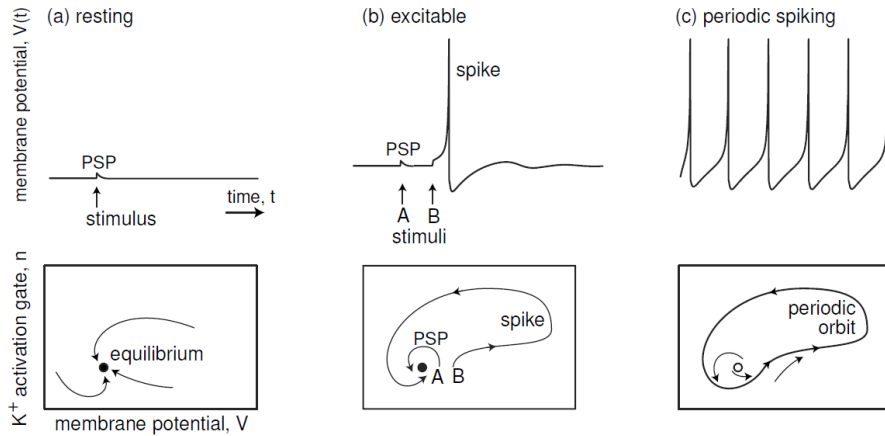 (a) resting
(b) excitable
(c) periodic spiking
membrane potential, V(t)
spike
PSP
PSP
time, t
stimulus
A B
stimuli
K+ activation gate, n
equilibrium
PSP
spike
A B
periodic
orbit
membrane potential, V